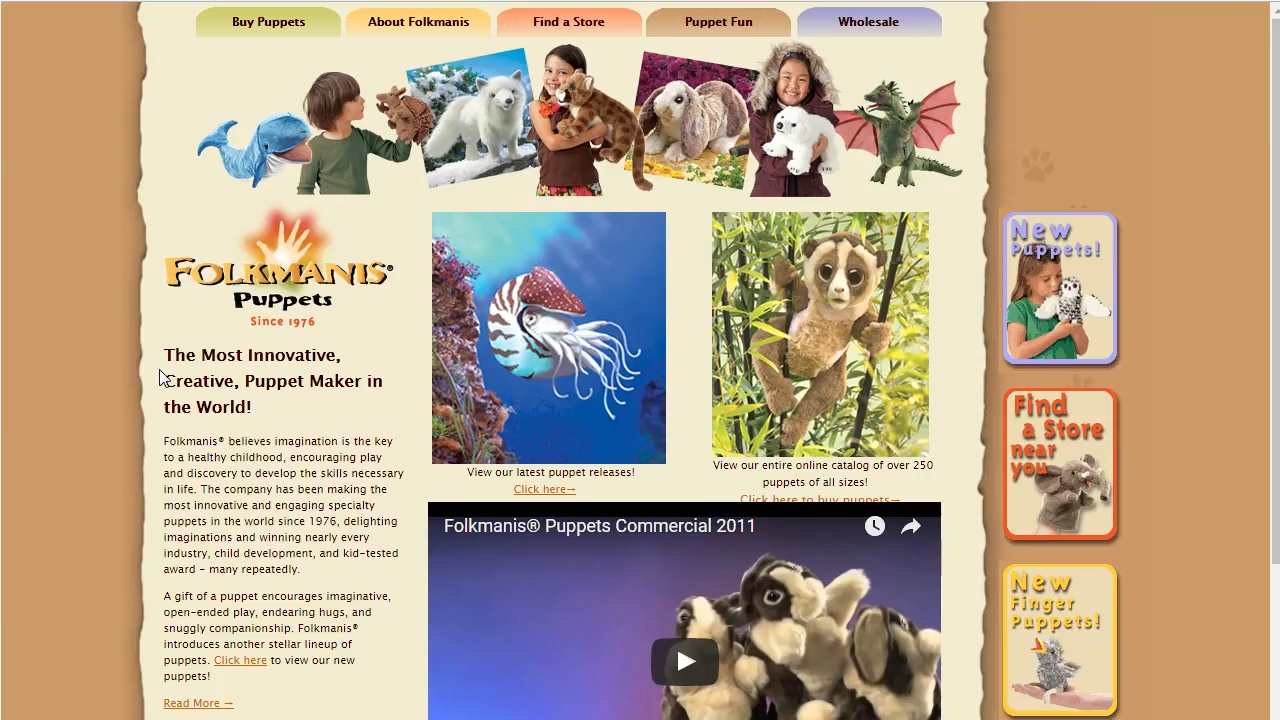 Buy Puppets
About Folkmanis
Find a Store
Puppet Fun
Wholesale
FOLKMANIS®
Puppets
Since 1976
The Most Innovative,
Creative, Puppet Maker in
the World!
Folkmanis® believes imagination is the key
to a healthy childhood, encouraging play
and discovery to develop the skills necessary
in life. The company has been making the
most innovative and engaging specialty
puppets in the world since 1976, delighting
imaginations and winning nearly every
industry, child development, and kid-tested
award – many repeatedly.
A gift of a puppet encourages imaginative,
open-ended play, endearing hugs, and
snuggly companionship. Folkmanis®
introduces another stellar lineup of
puppets. Click here to view our new
puppets!
Read More →
View our latest puppet releases!
Click here→
View our entire online catalog of over 250
puppets of all sizes!
Click here to buy puppets→
Folkmanis® Puppets Commercial 2011
New
Puppets!
Find
a Store
near
you
New
Finger
Puppets!